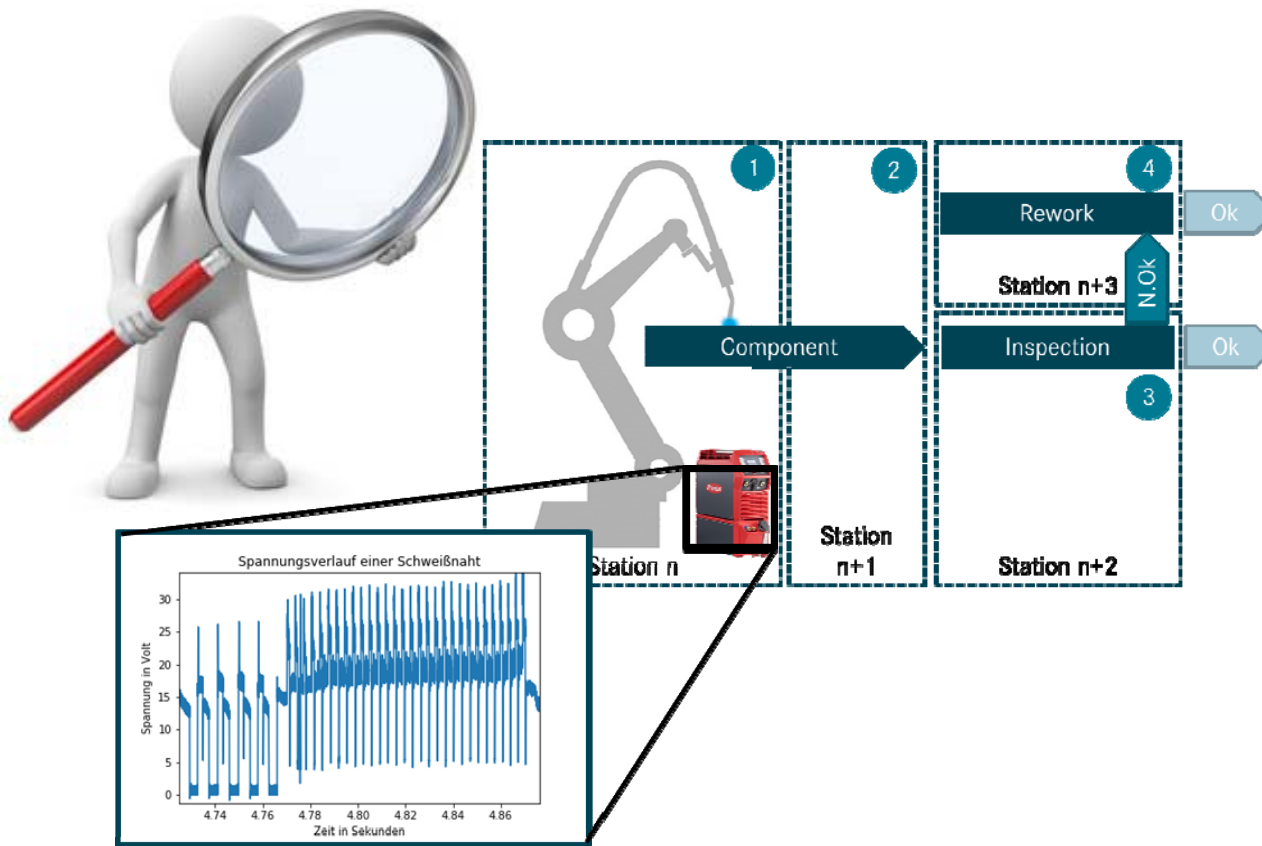 1
2
4
Rework
Ok
Station n+3
N.Ok
Component
Inspection
Ok
3
Station n
Station
n+1
Station n+2
Spannungsverlauf einer Schweißnaht
Spannung in Volt
30
25
20
15
10
5
0
4.74 4.76 4.78 4.80 4.82 4.84 4.86
Zeit in Sekunden